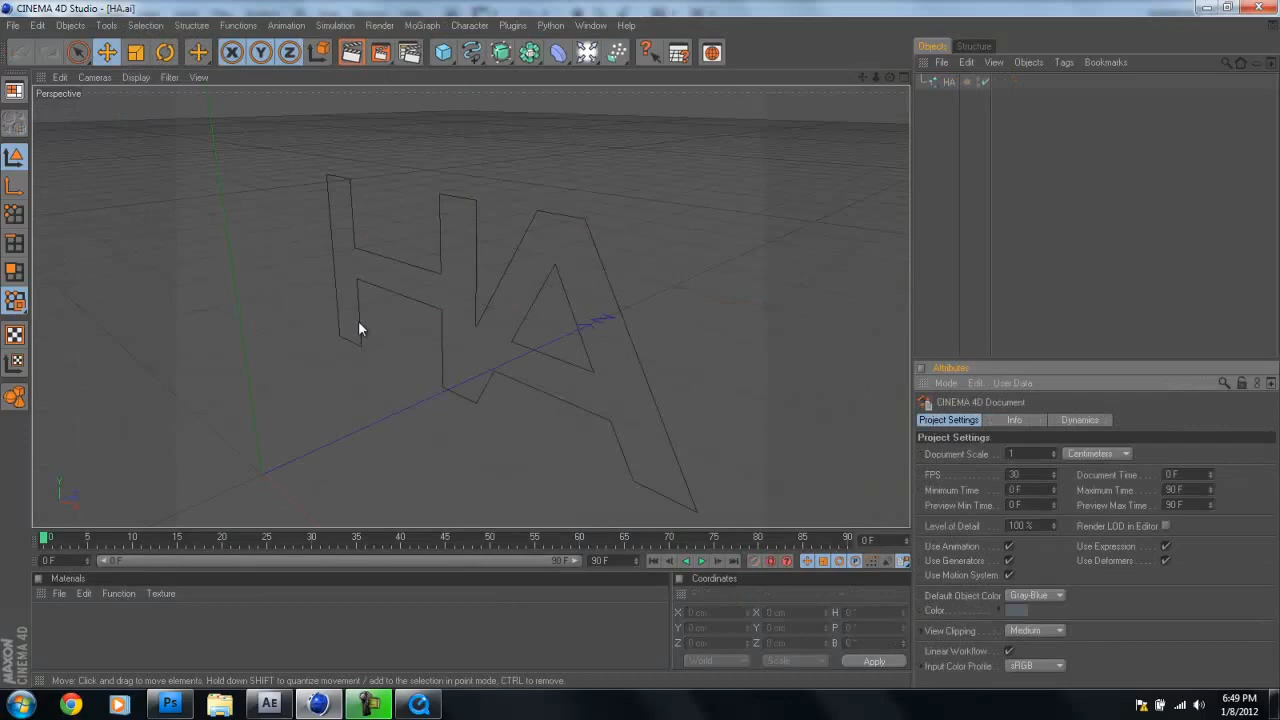 CINEMA 4D Studio - [HA.ai]
File Edit Objects Tools Selection Structure Functions Animation Simulation Render MoGraph Character Plugins Python Window Help
Edit Cameras Display Filter View
Perspective
HA
Y
Objects Structure
File Edit View Objects Tags Bookmarks
HA
Attributes
Mode Edit User Data
CINEMA 4D Document
Project Settings Info Dynamics
Project Settings
Document Scale 1 Centimeters
FPS 30 Document Time 0 F
Minimum Time 0 F Maximum Time 90 F
Preview Min Time 0 F Preview Max Time 90 F
Level of Detail 100 % Render LOD in Editor
Use Animation Use Expression
Use Generators Use Deformers
Use Motion System
Default Object Color Gray-Blue
Color
View Clipping Medium
Linear Workflow
Input Color Profile sRGB
0 5 10 15 20 25 30 35 40 45 50 55 60 65 70 75 80 85 90 0 F
0 F 0 F 90 F 90 F
Materials
File Edit Function Texture
Coordinates
X 0 cm X 0 cm H 0°
Y 0 cm Y 0 cm P 0°
Z 0 cm Z 0 cm B 0°
World Scale Apply
MAXON
CINEMA 4D
Move: Click and drag to move elements. Hold down SHIFT to quantize movement / add to the selection in point mode, CTRL to remove.
Ps AE
6:49 PM
1/8/2012